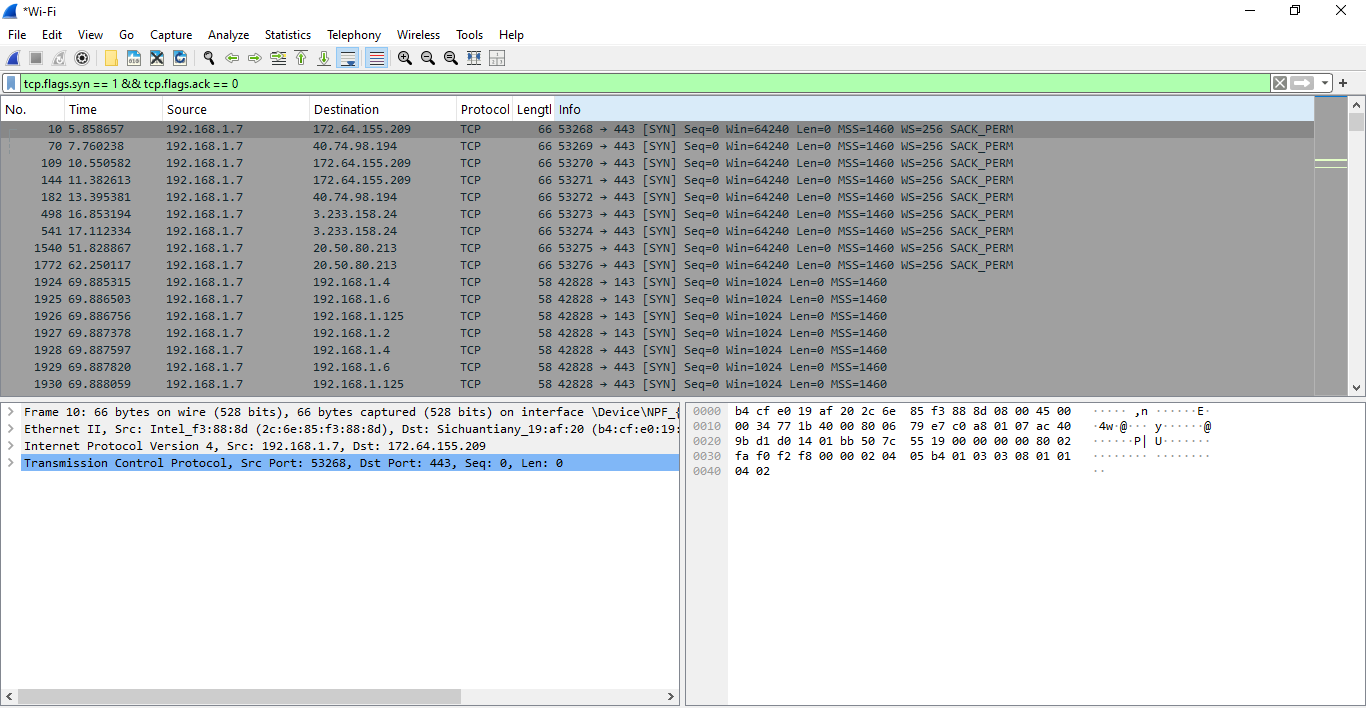 *Wi-Fi
File Edit View Go Capture Analyze Statistics Telephony Wireless Tools Help
tcp.flags.syn == 1 && tcp.flags.ack == 0
No. Time Source Destination Protocol Lengtl Info
10 5.858657 192.168.1.7 172.64.155.209 TCP 66 53268 → 443 [SYN] Seq=0 Win=64240 Len=0 MSS=1460 WS=256 SACK_PERM
70 7.760238 192.168.1.7 40.74.98.194 TCP 66 53269 → 443 [SYN] Seq=0 Win=64240 Len=0 MSS=1460 WS=256 SACK_PERM
109 10.550582 192.168.1.7 172.64.155.209 TCP 66 53270 → 443 [SYN] Seq=0 Win=64240 Len=0 MSS=1460 WS=256 SACK_PERM
144 11.382613 192.168.1.7 172.64.155.209 TCP 66 53271 → 443 [SYN] Seq=0 Win=64240 Len=0 MSS=1460 WS=256 SACK_PERM
182 13.395381 192.168.1.7 40.74.98.194 TCP 66 53272 → 443 [SYN] Seq=0 Win=64240 Len=0 MSS=1460 WS=256 SACK_PERM
498 16.853194 192.168.1.7 3.233.158.24 TCP 66 53273 → 443 [SYN] Seq=0 Win=64240 Len=0 MSS=1460 WS=256 SACK_PERM
541 17.112334 192.168.1.7 3.233.158.24 TCP 66 53274 → 443 [SYN] Seq=0 Win=64240 Len=0 MSS=1460 WS=256 SACK_PERM
1540 51.828867 192.168.1.7 20.50.80.213 TCP 66 53275 → 443 [SYN] Seq=0 Win=64240 Len=0 MSS=1460 WS=256 SACK_PERM
1772 62.250117 192.168.1.7 20.50.80.213 TCP 66 53276 → 443 [SYN] Seq=0 Win=64240 Len=0 MSS=1460 WS=256 SACK_PERM
1924 69.885315 192.168.1.7 192.168.1.4 TCP 58 42828 → 143 [SYN] Seq=0 Win=1024 Len=0 MSS=1460
1925 69.886503 192.168.1.7 192.168.1.6 TCP 58 42828 → 143 [SYN] Seq=0 Win=1024 Len=0 MSS=1460
1926 69.886756 192.168.1.7 192.168.1.125 TCP 58 42828 → 143 [SYN] Seq=0 Win=1024 Len=0 MSS=1460
1927 69.887378 192.168.1.7 192.168.1.2 TCP 58 42828 → 143 [SYN] Seq=0 Win=1024 Len=0 MSS=1460
1928 69.887597 192.168.1.7 192.168.1.4 TCP 58 42828 → 443 [SYN] Seq=0 Win=1024 Len=0 MSS=1460
1929 69.887820 192.168.1.7 192.168.1.6 TCP 58 42828 → 443 [SYN] Seq=0 Win=1024 Len=0 MSS=1460
1930 69.888059 192.168.1.7 192.168.1.125 TCP 58 42828 → 443 [SYN] Seq=0 Win=1024 Len=0 MSS=1460
Frame 10: 66 bytes on wire (528 bits), 66 bytes captured (528 bits) on interface \Device\NPF_{
Ethernet II, Src: Intel_f3:88:8d (2c:6e:85:f3:88:8d), Dst: Sichuantiany_19:af:20 (b4:cf:e0:19:
Internet Protocol Version 4, Src: 192.168.1.7, Dst: 172.64.155.209
Transmission Control Protocol, Src Port: 53268, Dst Port: 443, Seq: 0, Len: 0
0000 b4 cf e0 19 af 20 2c 6e 85 f3 88 8d 08 00 45 00 ····· ,n ······E·
0010 00 34 77 1b 40 00 80 06 79 e7 c0 a8 01 07 ac 40 ·4w·@··· y······@
0020 9b d1 d0 14 01 bb 50 7c 55 19 00 00 00 00 80 02 ······P| U·······
0030 fa f0 f2 f8 00 00 02 04 05 b4 01 03 03 08 01 01 ········ ········
0040 04 02 ··